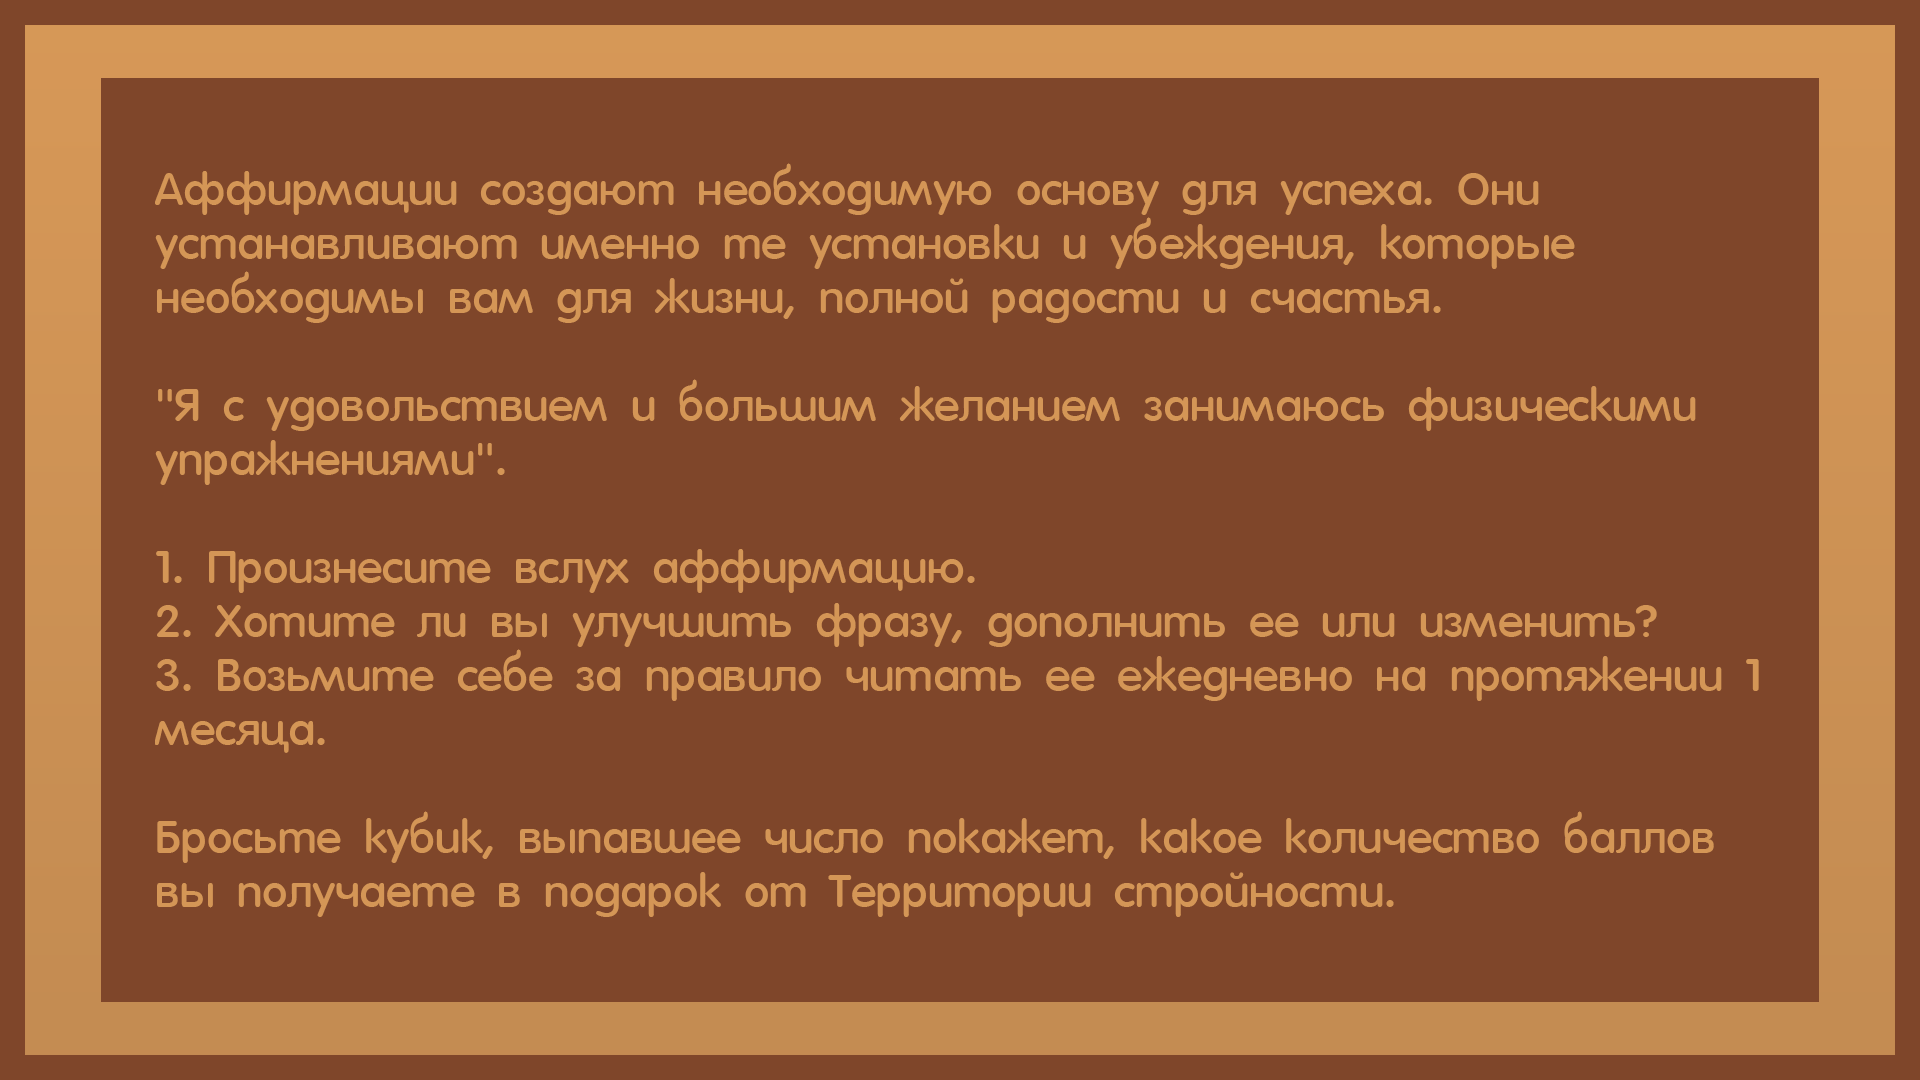 Аффирмации создают необходимую основу для успеха. Они
устанавливают именно те установки и убеждения, которые
необходимы вам для жизни, полной радости и счастья.
"Я с удовольствием и большим желанием занимаюсь физическими
упражнениями".
1. Произнесите вслух аффирмацию.
2. Хотите ли вы улучшить фразу, дополнить ее или изменить?
3. Возьмите себе за правило читать ее ежедневно на протяжении 1
месяца.
Бросьте кубик, выпавшее число покажет, какое количество баллов
вы получаете в подарок от Территории стройности.